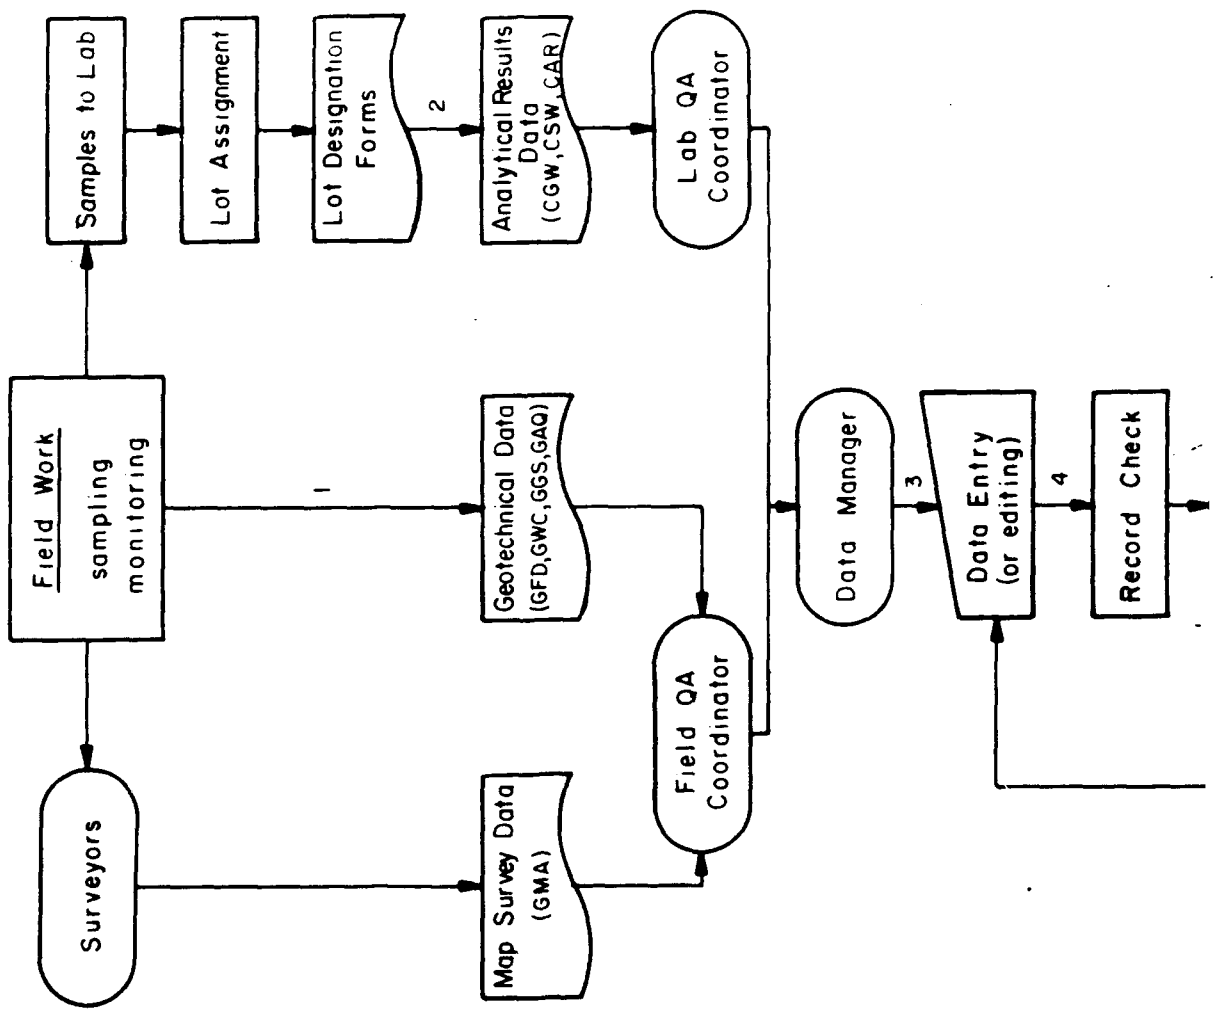 Surveyors
Field Work
sampling
monitoring
Samples to Lab
Lot Assignment
Lot Designation
Forms
1
2
Map Survey Data
(GMA)
Geotechnical Data
(GFD,GWC,GGS,GAQ)
Analytical Results
Data
(CGW,CSW,CAR)
Field QA
Coordinator
Lab QA
Coordinator
Data Manager
3
Data Entry
(or editing)
4
Record Check